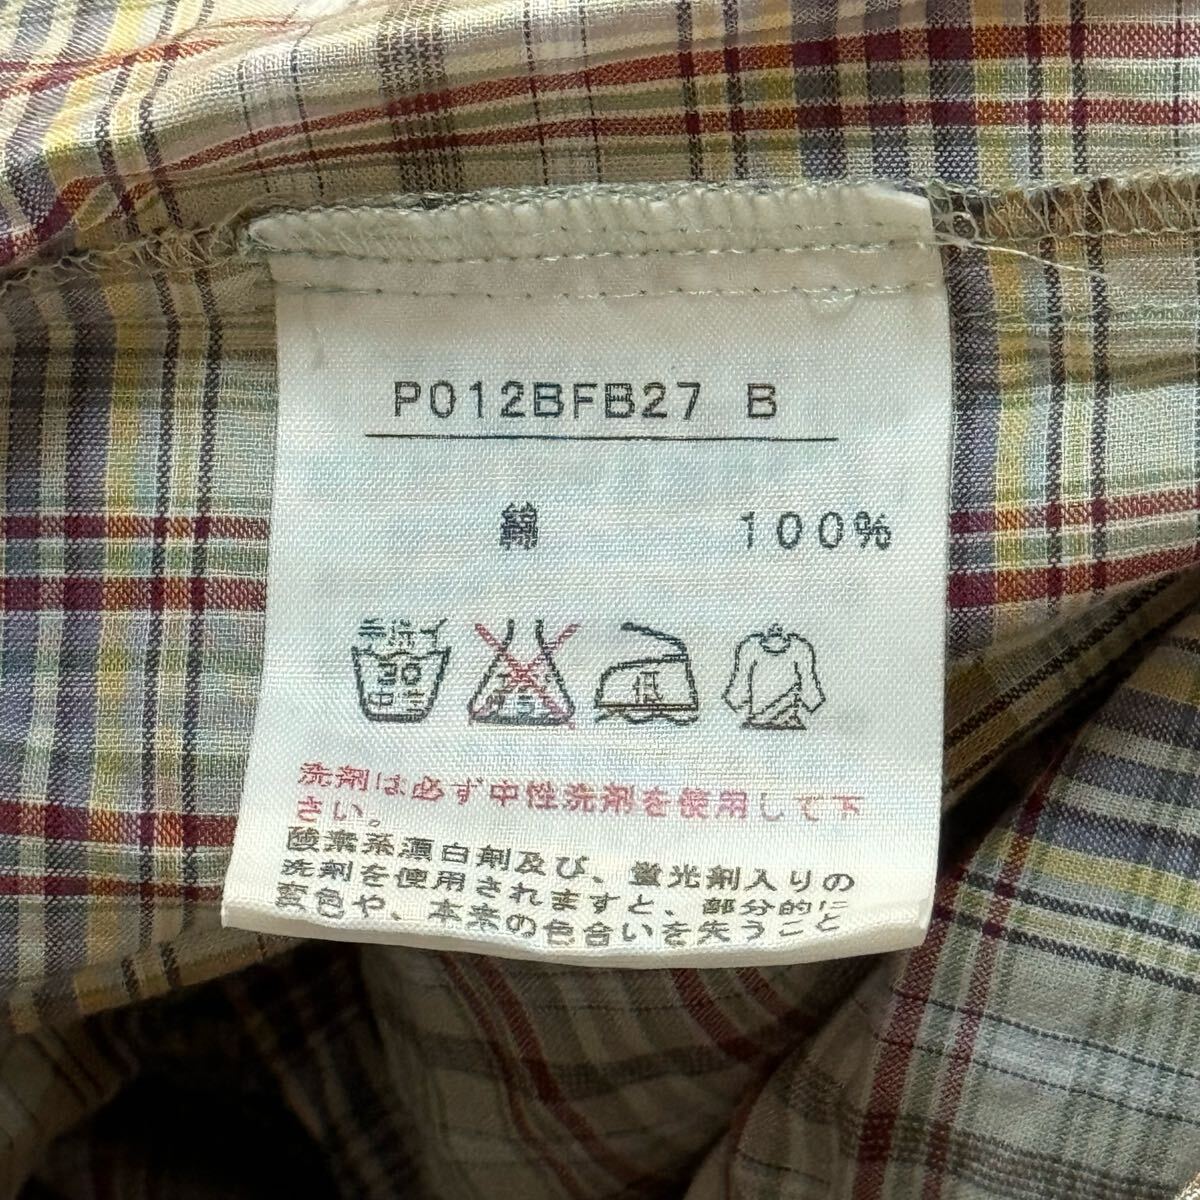 P012BFB27 B
綿 100%
中性
30
中
低
洗剤は必ず中性洗剤を使用して下
さい。
酸素系漂白剤及び、蛍光剤入りの
洗剤を使用されますと、部分的に
変色や、本来の色合いを失うこと